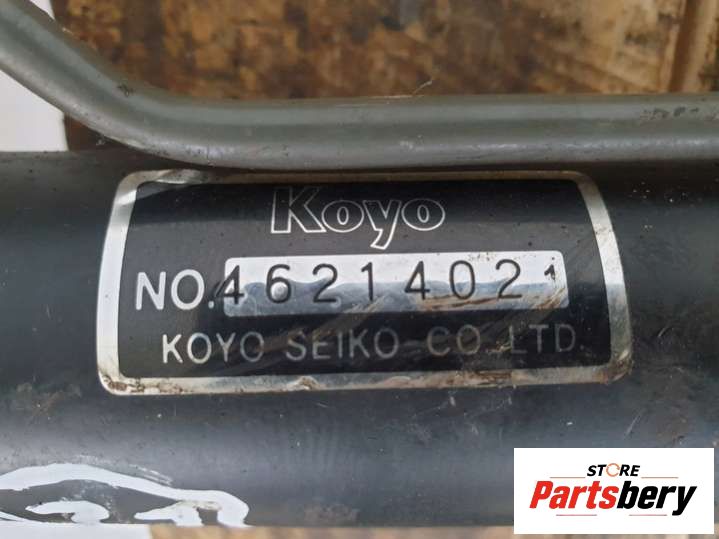 Koyo
NO. 46214021
KOYO SEIKO CO LTD
STORE
Partsbery